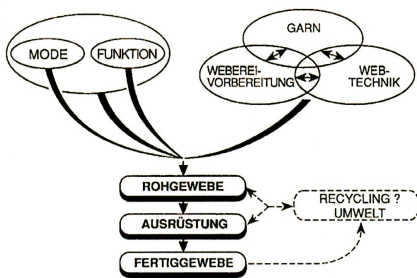 GARN
MODE
FUNKTION
WEBEREI-
VORBEREITUNG
WEB-
TECHNIK
ROHGEWEBE
AUSRÜSTUNG
FERTIGGEWEBE
RECYCLING ?
UMWELT